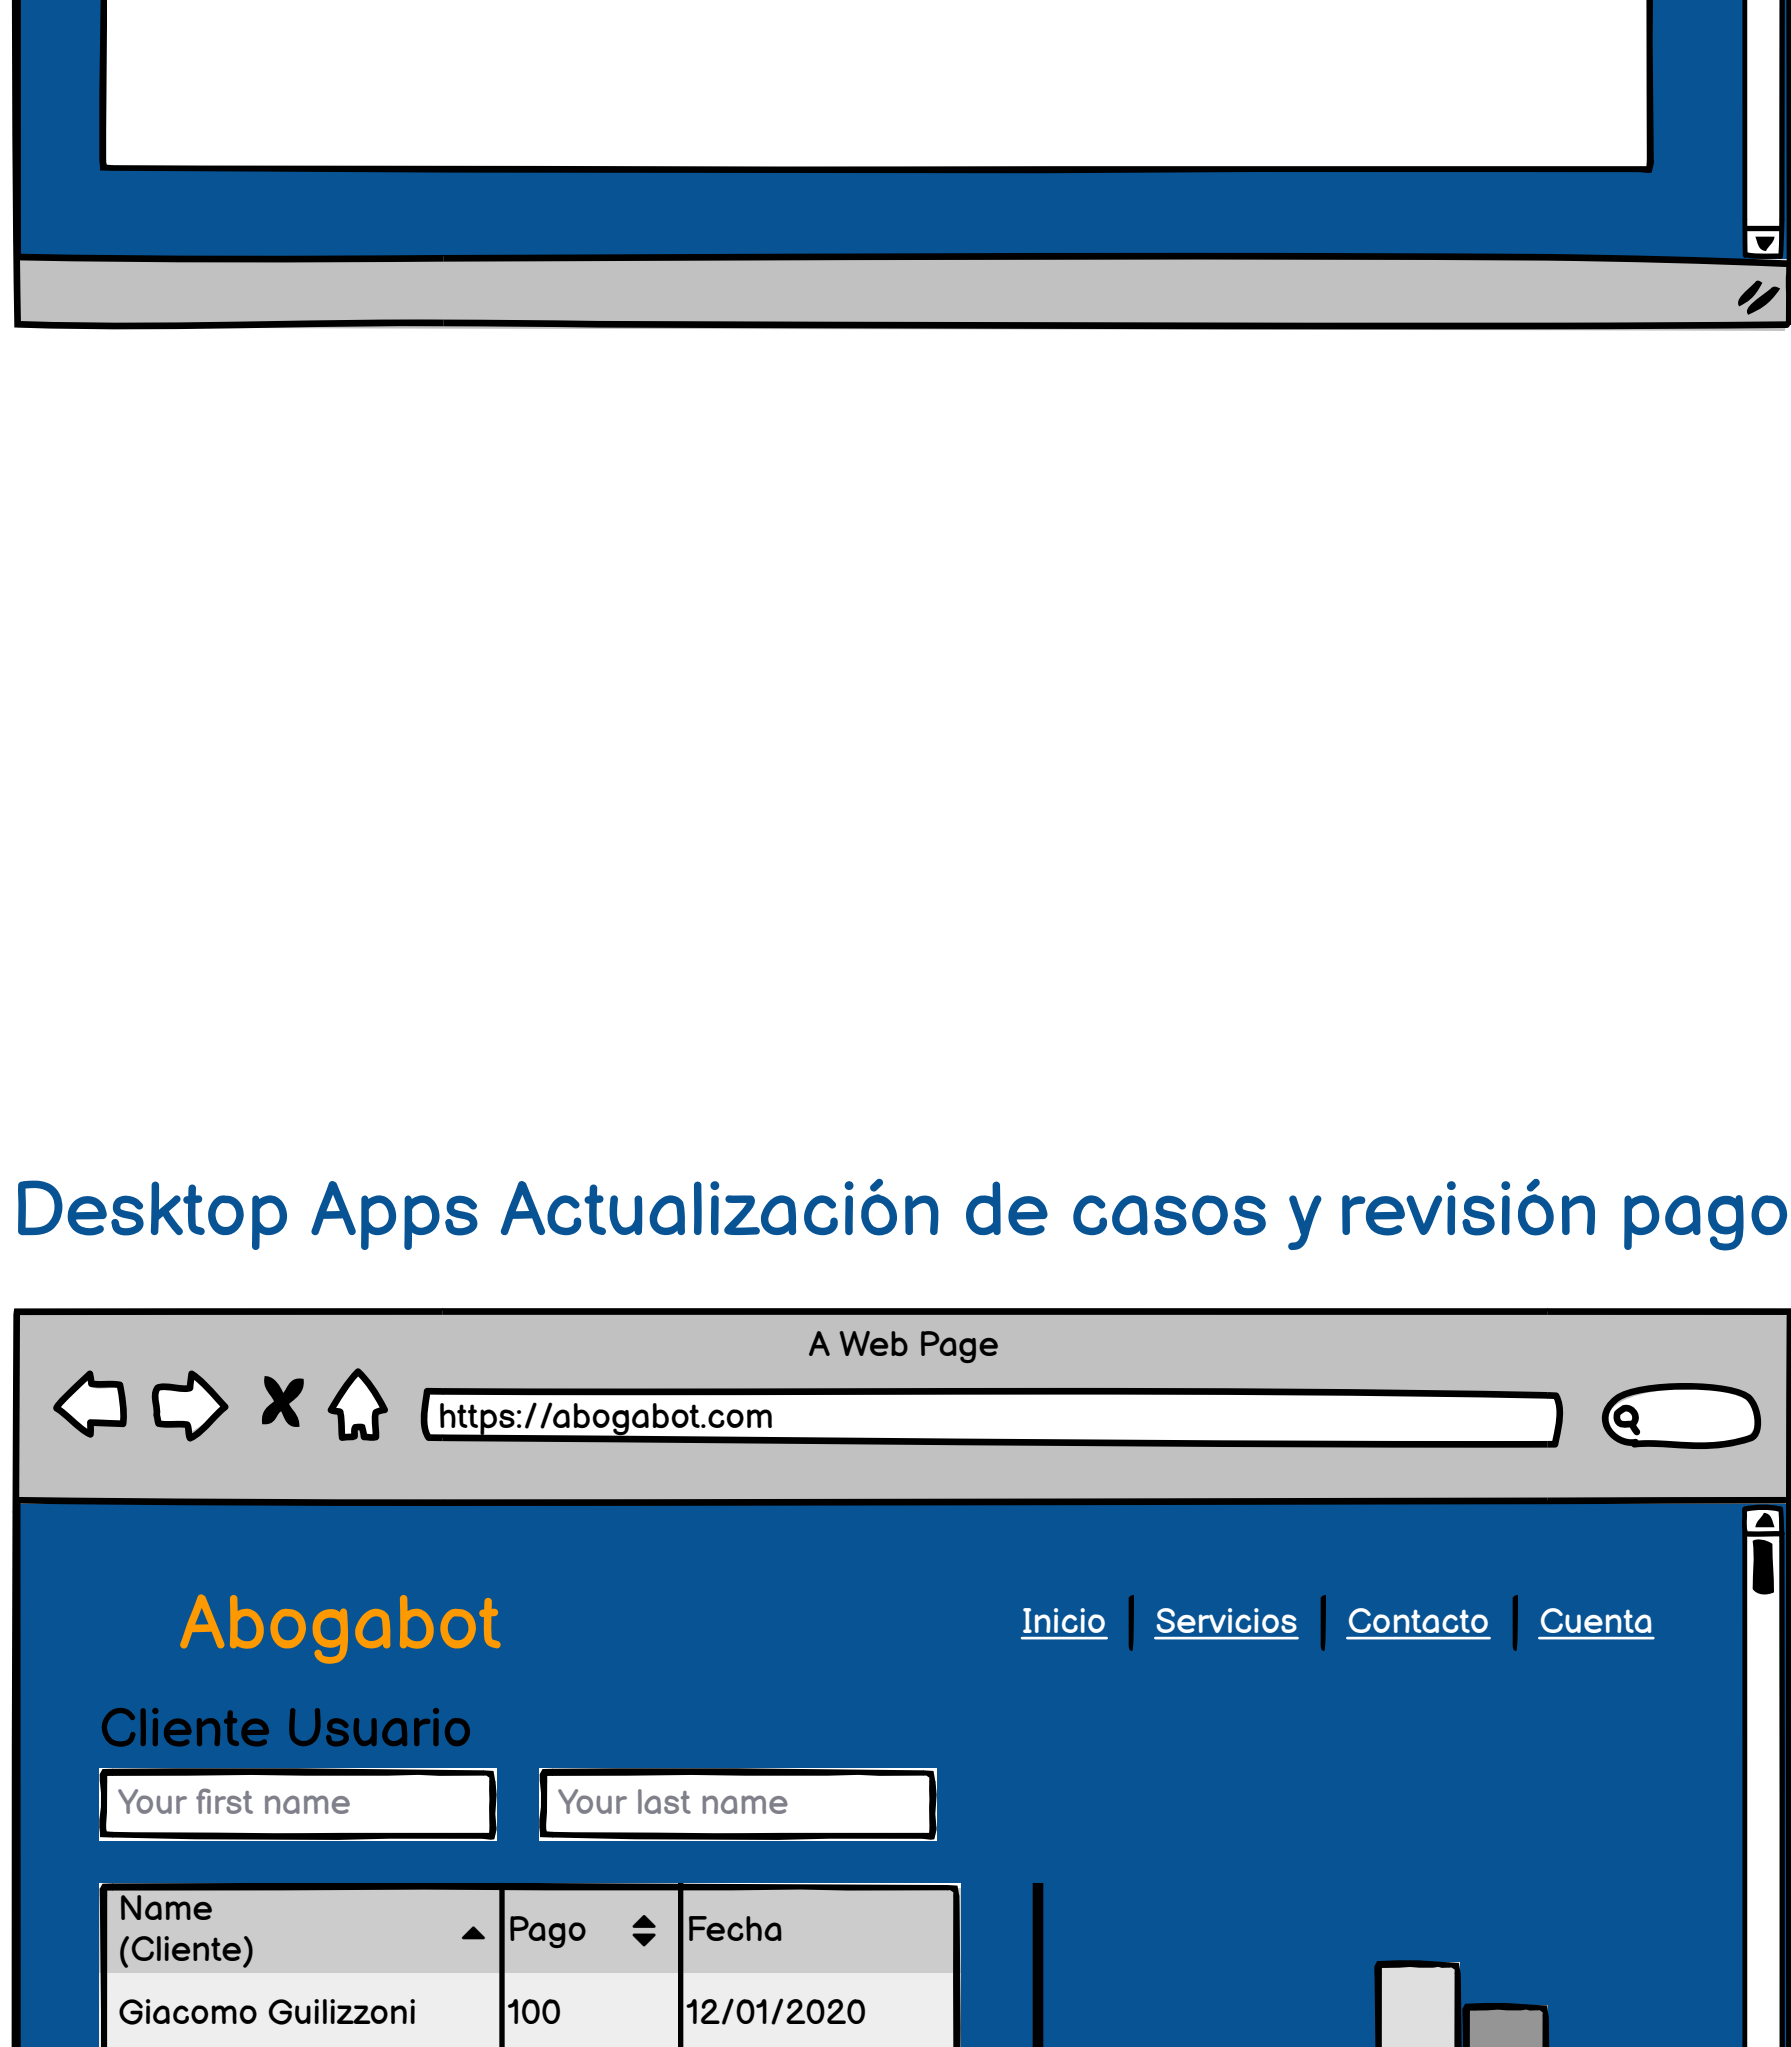 Desktop Apps Actualización de casos y revisión pago
A Web Page
https://abogabot.com
Abogabot
Inicio Servicios Contacto Cuenta
Cliente Usuario
Your first name Your last name
Name
(Cliente) Pago Fecha
Giacomo Guilizzoni 100 12/01/2020